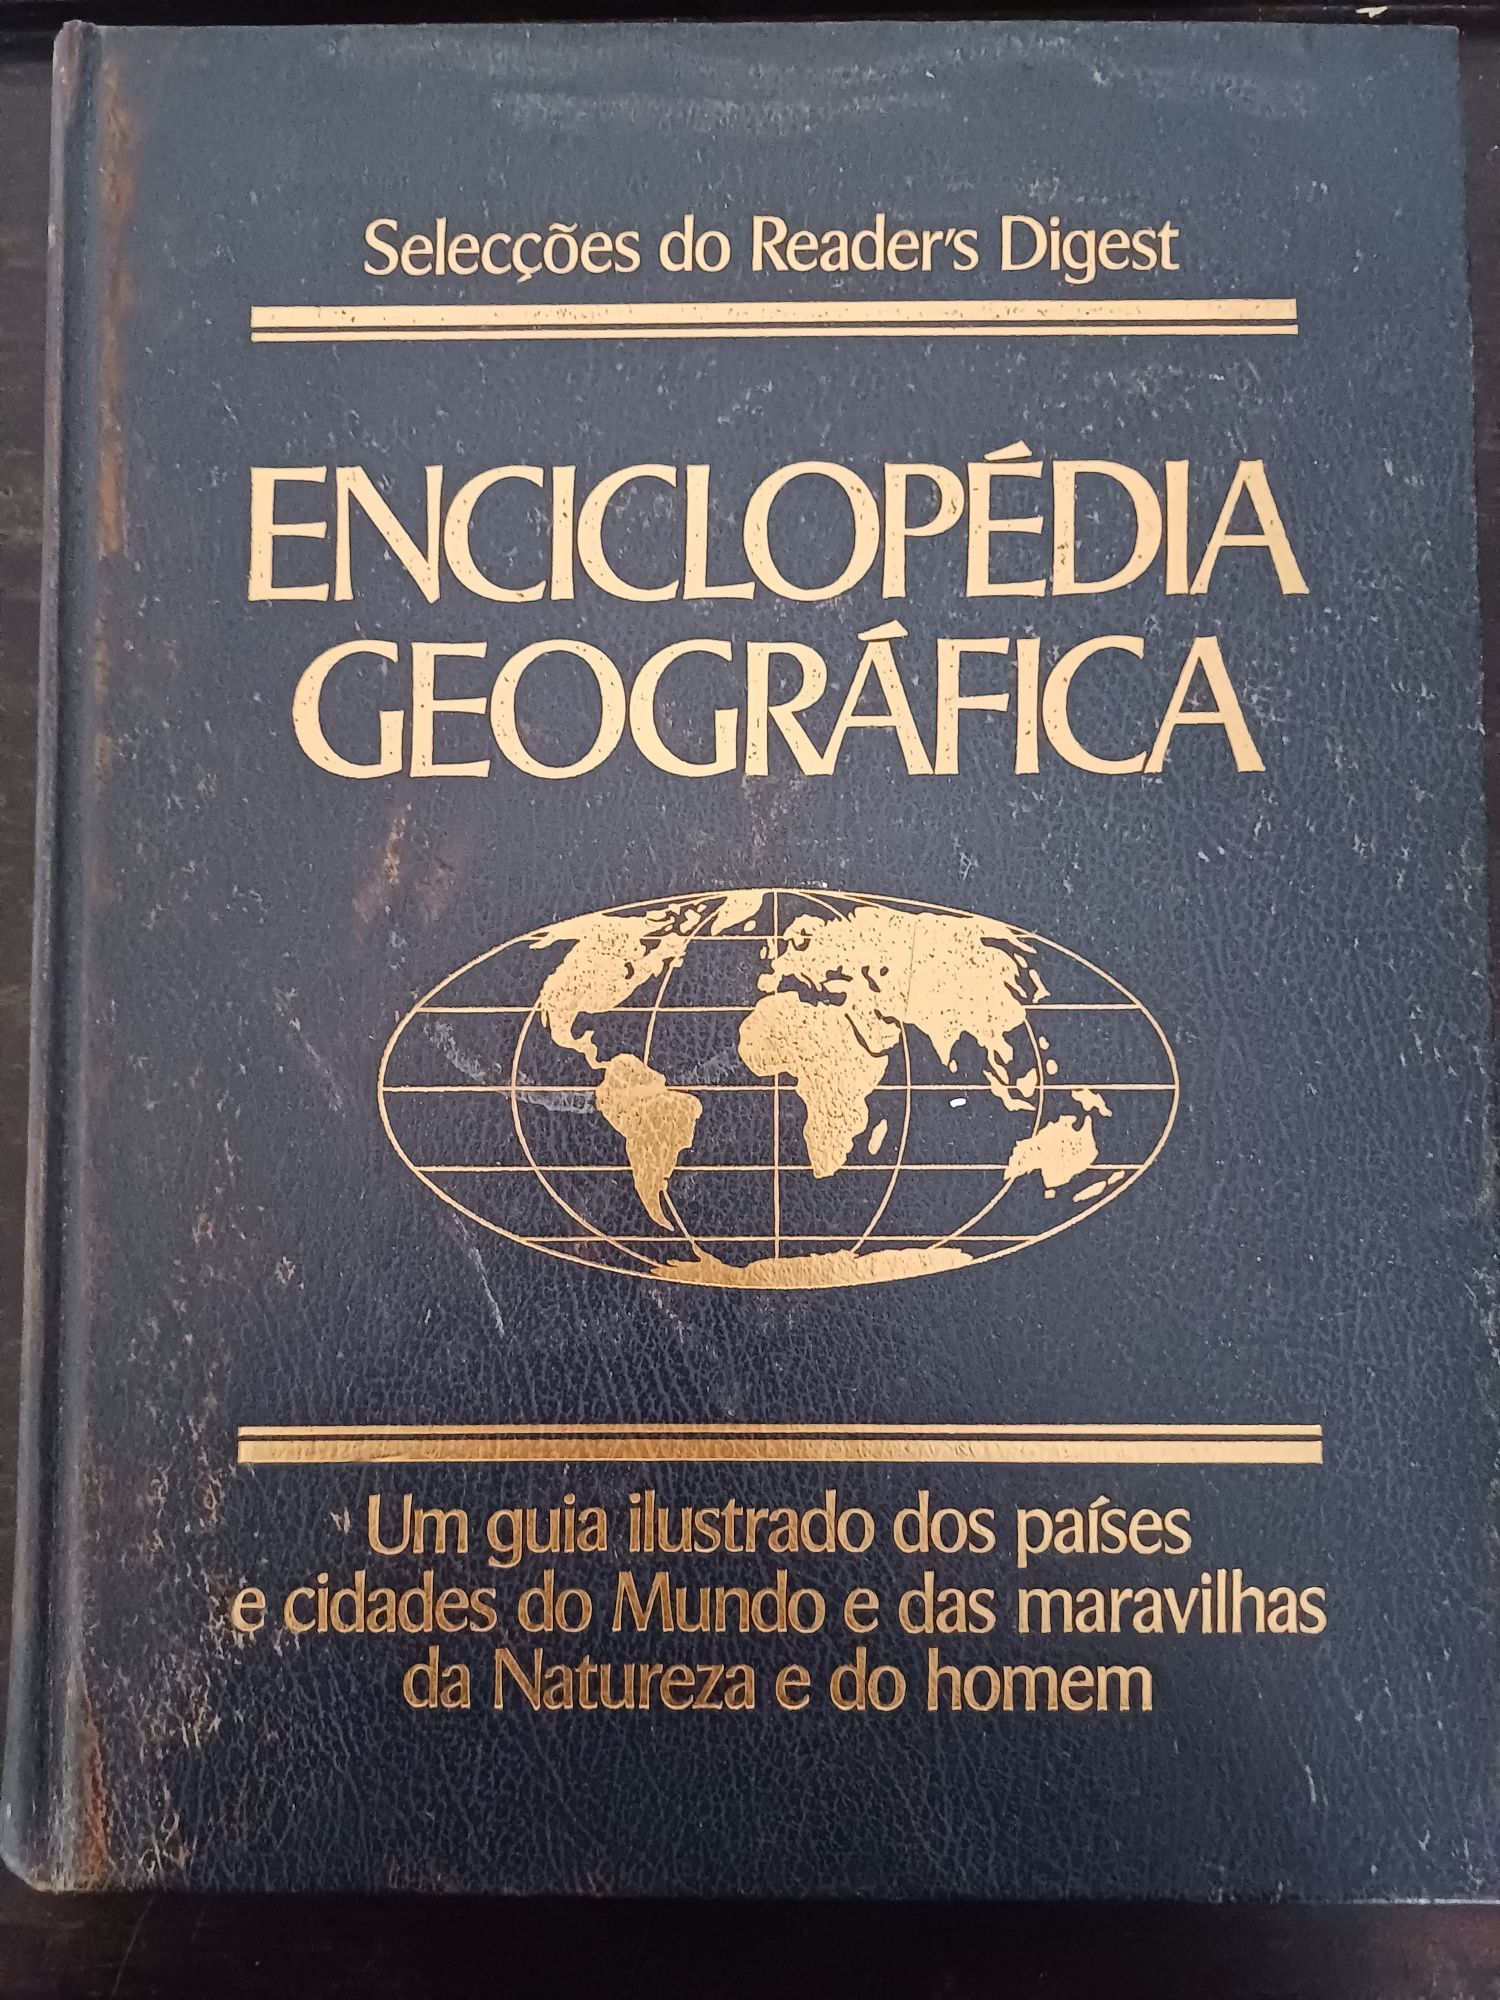 Selecções do Reader's Digest
ENCICLOPÉDIA
GEOGRÁFICA
Um guia ilustrado dos países
e cidades do Mundo e das maravilhas
da Natureza e do homem